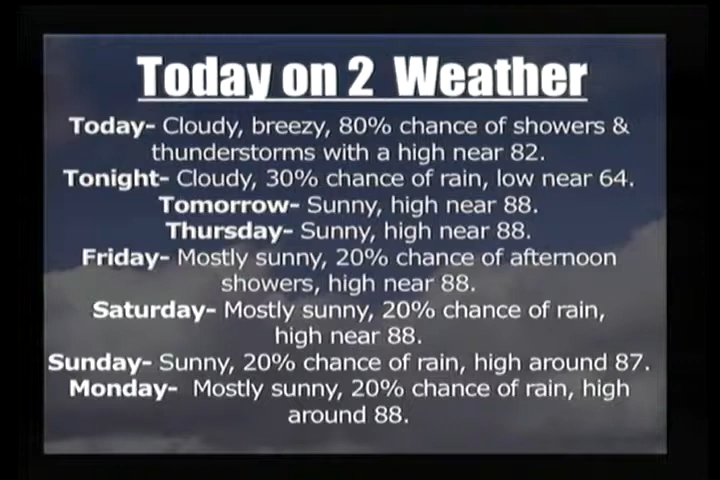 Today on 2 Weather
Today- Cloudy, breezy, 80% chance of showers &
thunderstorms with a high near 82.
Tonight- Cloudy, 30% chance of rain, low near 64.
Tomorrow- Sunny, high near 88.
Thursday- Sunny, high near 88.
Friday- Mostly sunny, 20% chance of afternoon
showers, high near 88.
Saturday- Mostly sunny, 20% chance of rain,
high near 88.
Sunday- Sunny, 20% chance of rain, high around 87.
Monday- Mostly sunny, 20% chance of rain, high
around 88.